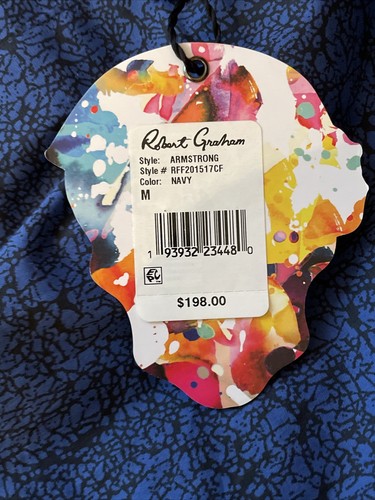 Robert Graham
Style: ARMSTRONG
Style # RFF201517CF
Color: NAVY
M
1 93932 23448 0
$198.00